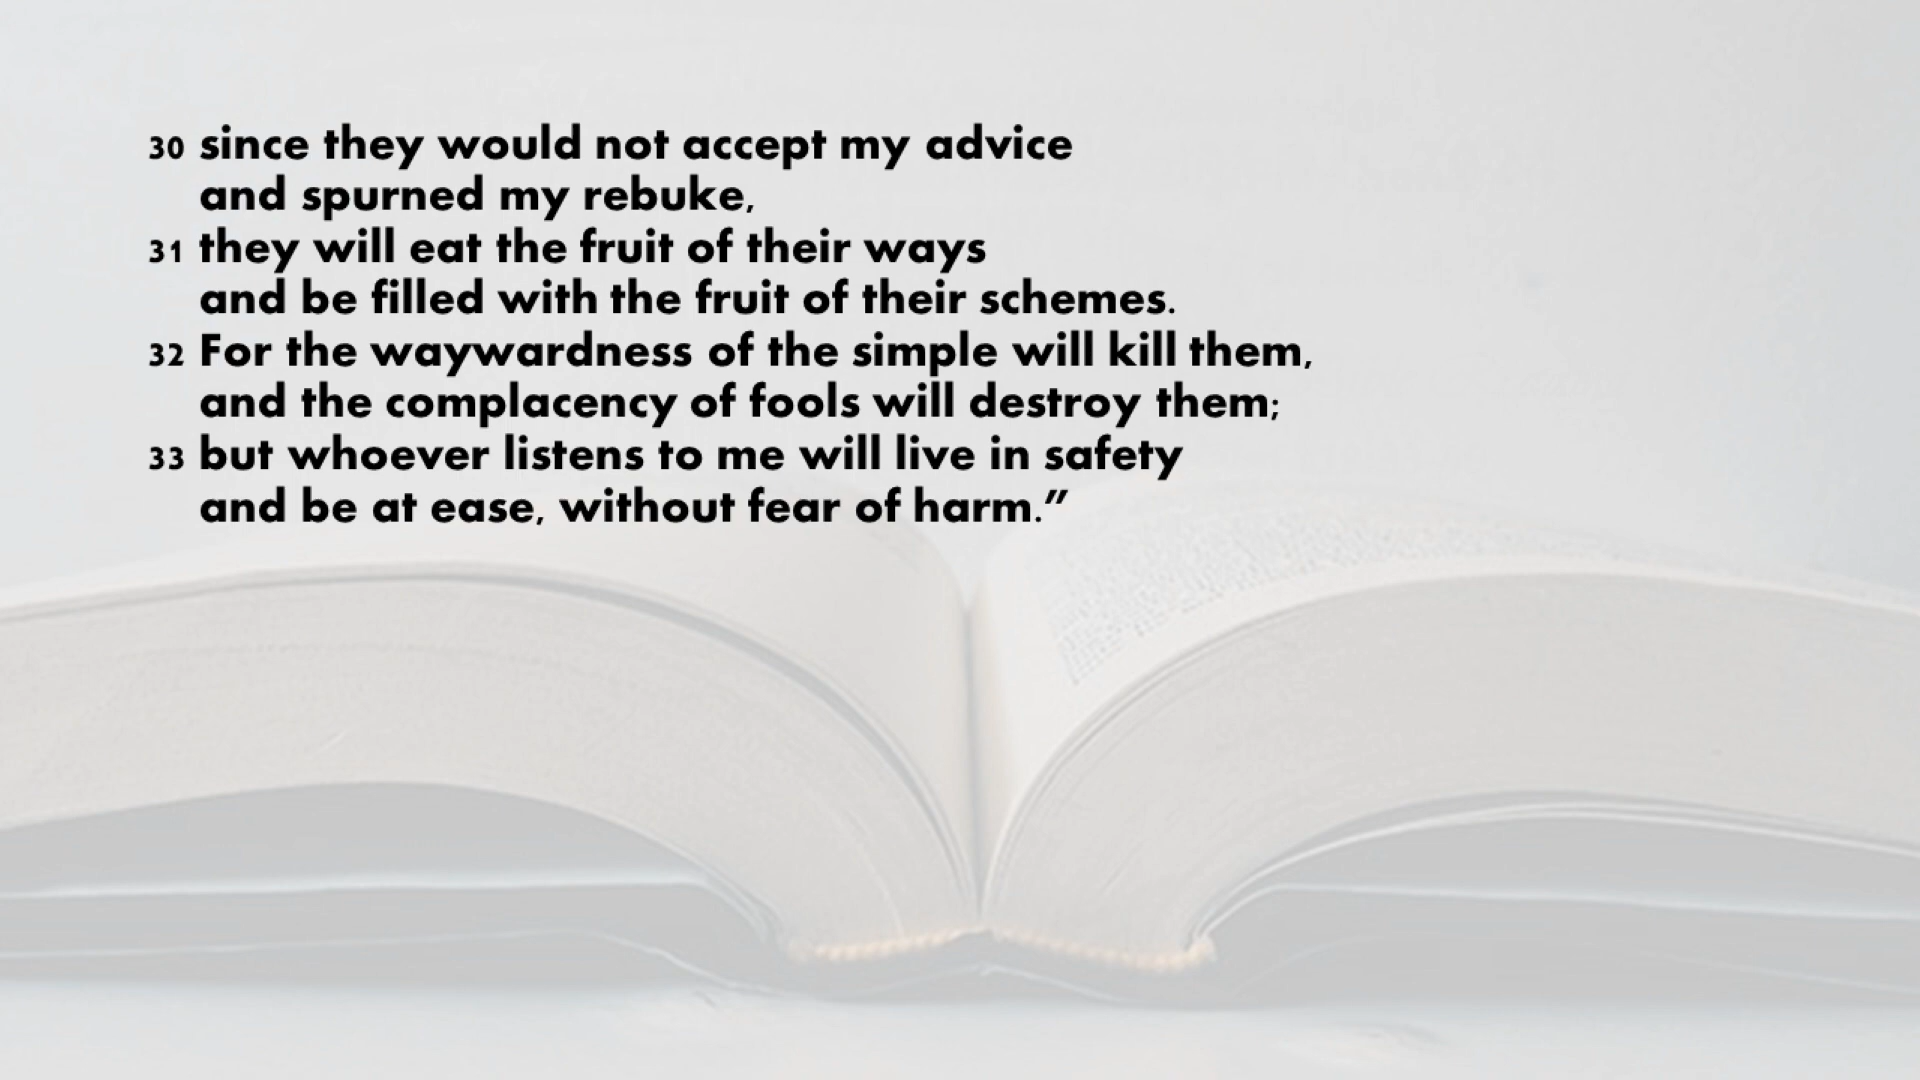 30 since they would not accept my advice
and spurned my rebuke,
31 they will eat the fruit of their ways
and be filled with the fruit of their schemes.
32 For the waywardness of the simple will kill them,
and the complacency of fools will destroy them;
33 but whoever listens to me will live in safety
and be at ease, without fear of harm.”